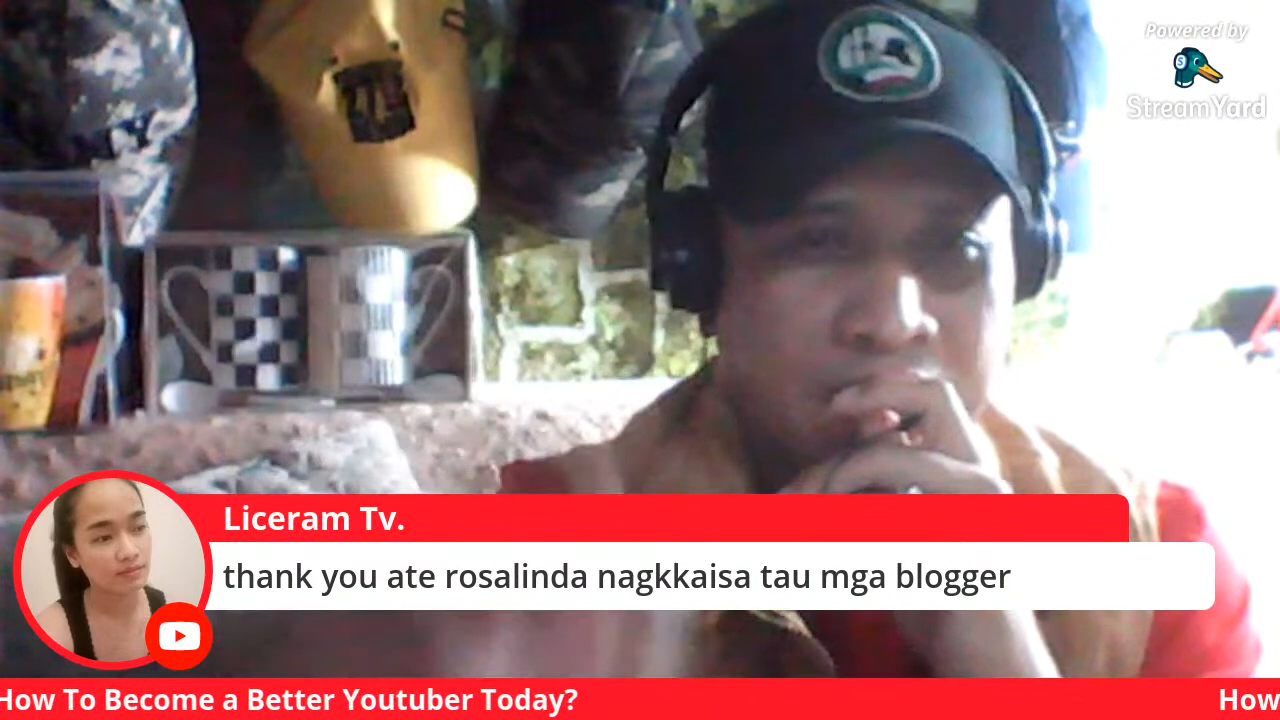 Powered by
StreamYard
Liceram Tv.
thank you ate rosalinda nagkkaisa tau mga blogger
How To Become a Better Youtuber Today?
How